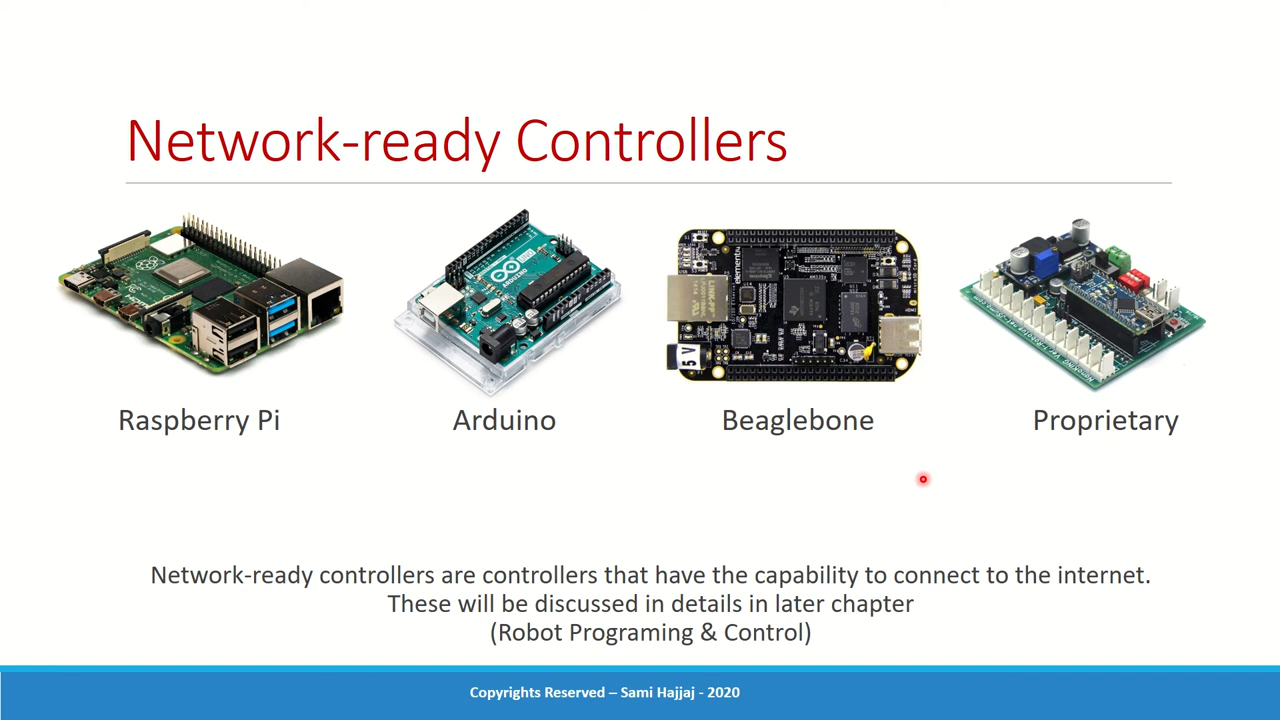 Network-ready Controllers
Raspberry Pi
Arduino
Beaglebone
Proprietary
5 V
Network-ready controllers are controllers that have the capability to connect to the internet.
These will be discussed in details in later chapter
(Robot Programing & Control)
Copyrights Reserved – Sami Hajjaj - 2020